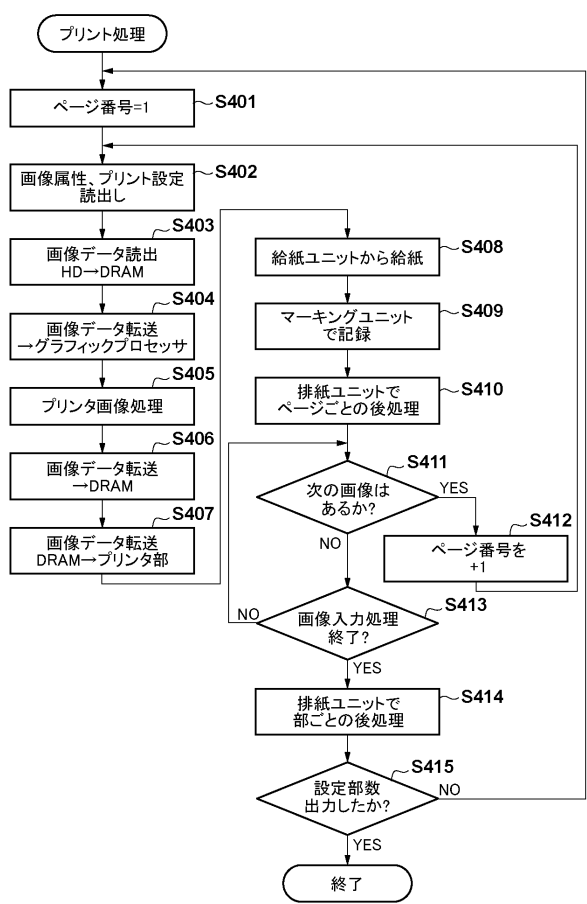 プリント処理
ページ番号=1
S401
画像属性、プリント設定
読出し
S402
画像データ読出
HD→DRAM
S403
画像データ転送
→グラフィックプロセッサ
S404
プリンタ画像処理
S405
画像データ転送
→DRAM
S406
画像データ転送
DRAM→プリンタ部
S407
給紙ユニットから給紙
S408
マーキングユニット
で記録
S409
排紙ユニットで
ページごとの後処理
S410
次の画像は
あるか?
S411
YES
NO
ページ番号を
+1
S412
画像入力処理
終了?
S413
NO
YES
排紙ユニットで
部ごとの後処理
S414
設定部数
出力したか?
S415
NO
YES
終了